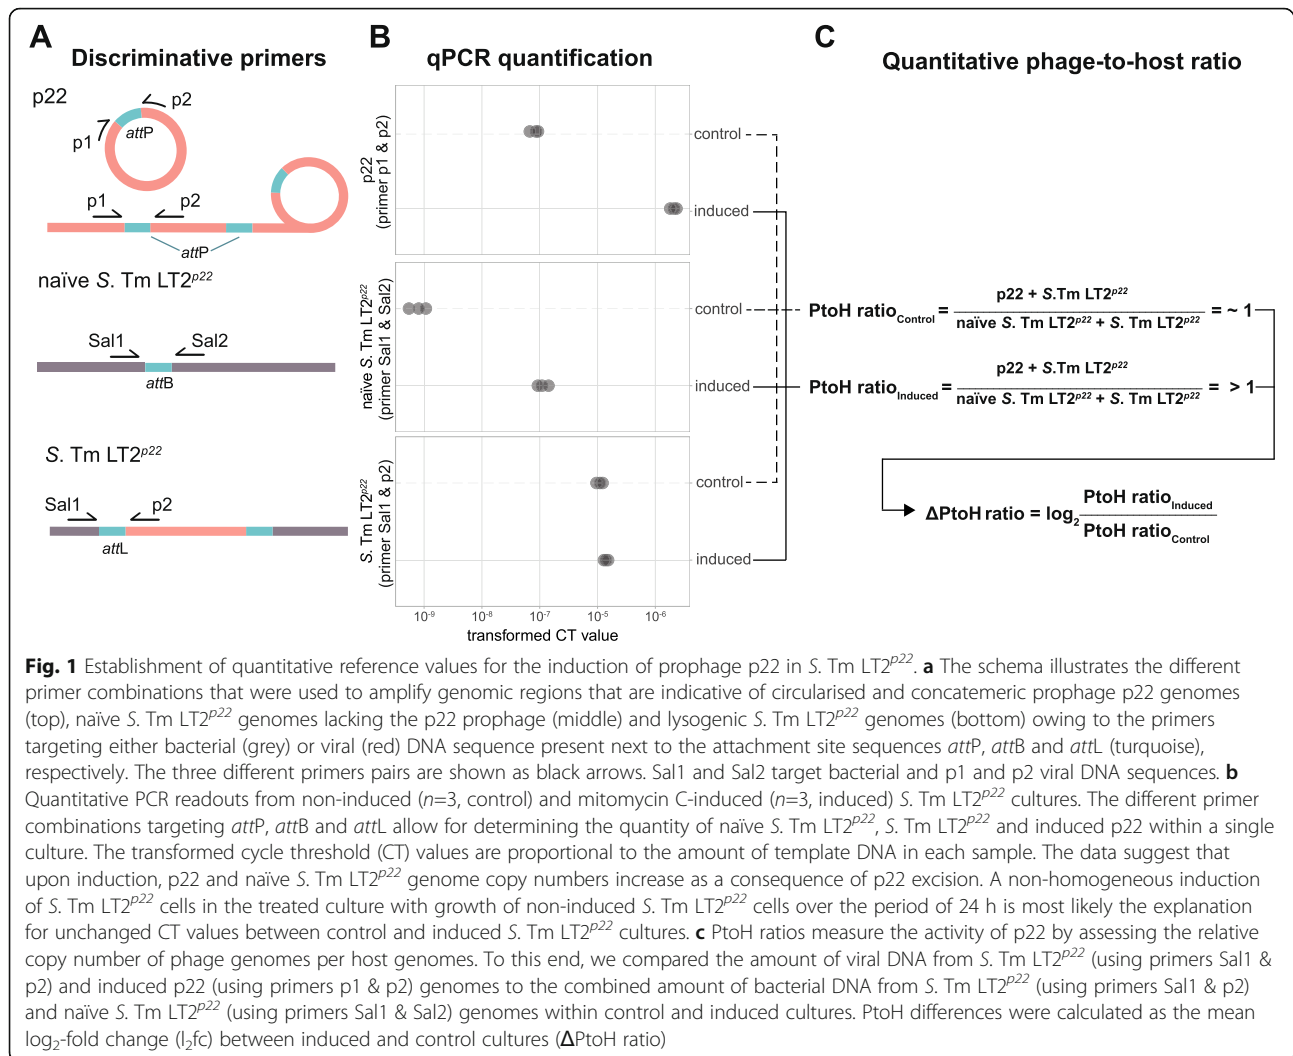 A
Discriminative primers
p22
p2
p1
attP
p1
p2
attP
naïve S. Tm LT2p22
Sal1
Sal2
attB
S. Tm LT2p22
Sal1
p2
attL
B
qPCR quantification
p22
(primer p1 & p2)
control
induced
naïve S. Tm LT2p22
(primer Sal1 & Sal2)
control
induced
S. Tm LT2p22
(primer Sal1 & p2)
control
induced
10-9
10-8
10-7
10-5
10-6
transformed CT value
C
Quantitative phage-to-host ratio
PtoH ratioControl = p22 + S.Tm LT2p22 / naïve S. Tm LT2p22 + S. Tm LT2p22 = ~ 1
PtoH ratioInduced = p22 + S.Tm LT2p22 / naïve S. Tm LT2p22 + S. Tm LT2p22 = > 1
ΔPtoH ratio = log2 PtoH ratioInduced / PtoH ratioControl
Fig. 1 Establishment of quantitative reference values for the induction of prophage p22 in S. Tm LT2p22. a The schema illustrates the different
primer combinations that were used to amplify genomic regions that are indicative of circularised and concatemeric prophage p22 genomes
(top), naïve S. Tm LT2p22 genomes lacking the p22 prophage (middle) and lysogenic S. Tm LT2p22 genomes (bottom) owing to the primers
targeting either bacterial (grey) or viral (red) DNA sequence present next to the attachment site sequences attP, attB and attL (turquoise),
respectively. The three different primers pairs are shown as black arrows. Sal1 and Sal2 target bacterial and p1 and p2 viral DNA sequences. b
Quantitative PCR readouts from non-induced (n=3, control) and mitomycin C-induced (n=3, induced) S. Tm LT2p22 cultures. The different primer
combinations targeting attP, attB and attL allow for determining the quantity of naïve S. Tm LT2p22, S. Tm LT2p22 and induced p22 within a single
culture. The transformed cycle threshold (CT) values are proportional to the amount of template DNA in each sample. The data suggest that
upon induction, p22 and naïve S. Tm LT2p22 genome copy numbers increase as a consequence of p22 excision. A non-homogeneous induction
of S. Tm LT2p22 cells in the treated culture with growth of non-induced S. Tm LT2p22 cells over the period of 24 h is most likely the explanation
for unchanged CT values between control and induced S. Tm LT2p22 cultures. c PtoH ratios measure the activity of p22 by assessing the relative
copy number of phage genomes per host genomes. To this end, we compared the amount of viral DNA from S. Tm LT2p22 (using primers Sal1 &
p2) and induced p22 (using primers p1 & p2) genomes to the combined amount of bacterial DNA from S. Tm LT2p22 (using primers Sal1 & p2)
and naïve S. Tm LT2p22 (using primers Sal1 & Sal2) genomes within control and induced cultures. PtoH differences were calculated as the mean
log2-fold change (l2fc) between induced and control cultures (ΔPtoH ratio)